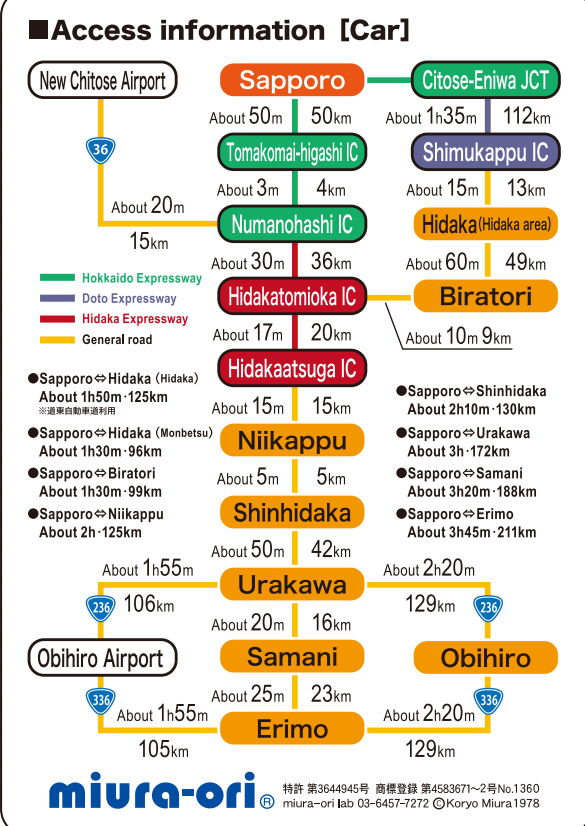 ■Access information [Car]
New Chitose Airport
Sapporo
Citose-Eniwa JCT
About 50m 50km
About 1h35m 112km
36
Tomakomai-higashi IC
Shimukappu IC
About 3m 4km
About 15m 13km
About 20m
15km
Numanohashi IC
Hidaka(Hidaka area)
About 30m 36km
About 60m 49km
Hokkaido Expressway
Doto Expressway
Hidaka Expressway
General road
Hidakatomioka IC
Biratori
About 10m 9km
About 17m 20km
Hidakaatsuga IC
●Sapporo⇔Hidaka (Hidaka)
About 1h50m·125km
※道東自動車道利用
●Sapporo⇔Hidaka (Monbetsu)
About 1h30m·96km
●Sapporo⇔Biratori
About 1h30m·99km
●Sapporo⇔Niikappu
About 2h·125km
About 15m 15km
Niikappu
About 5m 5km
Shinhidaka
About 50m 42km
●Sapporo⇔Shinhidaka
About 2h10m·130km
●Sapporo⇔Urakawa
About 3h·172km
●Sapporo⇔Samani
About 3h20m·188km
●Sapporo⇔Erimo
About 3h45m·211km
About 1h55m
106km
236
Urakawa
About 2h20m
129km
236
About 20m 16km
Obihiro Airport
Samani
Obihiro
About 25m 23km
336
About 1h55m
105km
Erimo
336
About 2h20m
129km
miura-ori®
特許 第3644945号 商標登録 第4583671～2号No.1360
miura-ori lab 03-6457-7272 ©Koryo Miura1978